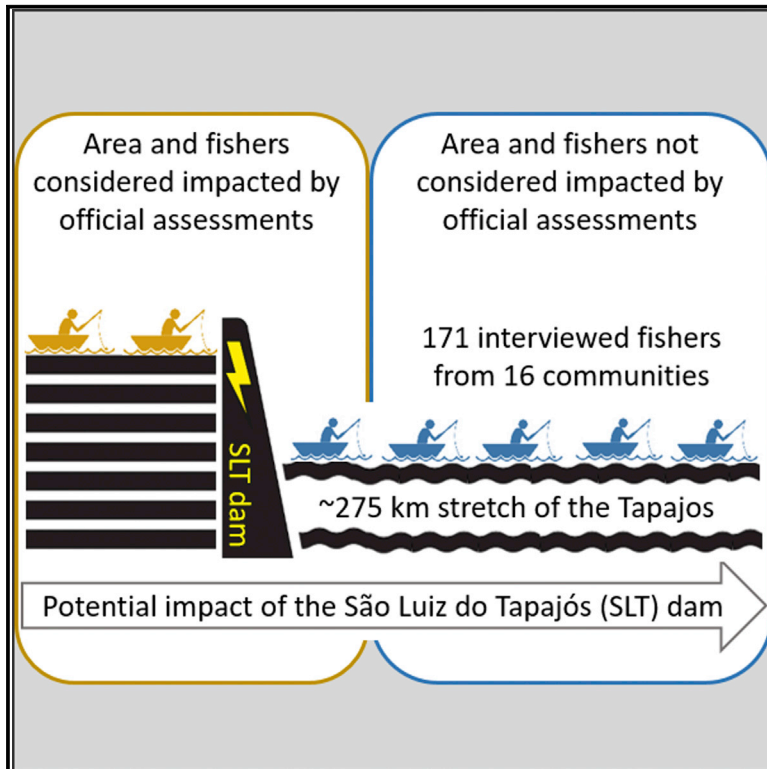 Area and fishers
considered impacted by
official assessments
Area and fishers not
considered impacted by
official assessments
171 interviewed fishers
from 16 communities
SLT dam
~275 km stretch of the Tapajos
Potential impact of the São Luiz do Tapajós (SLT) dam